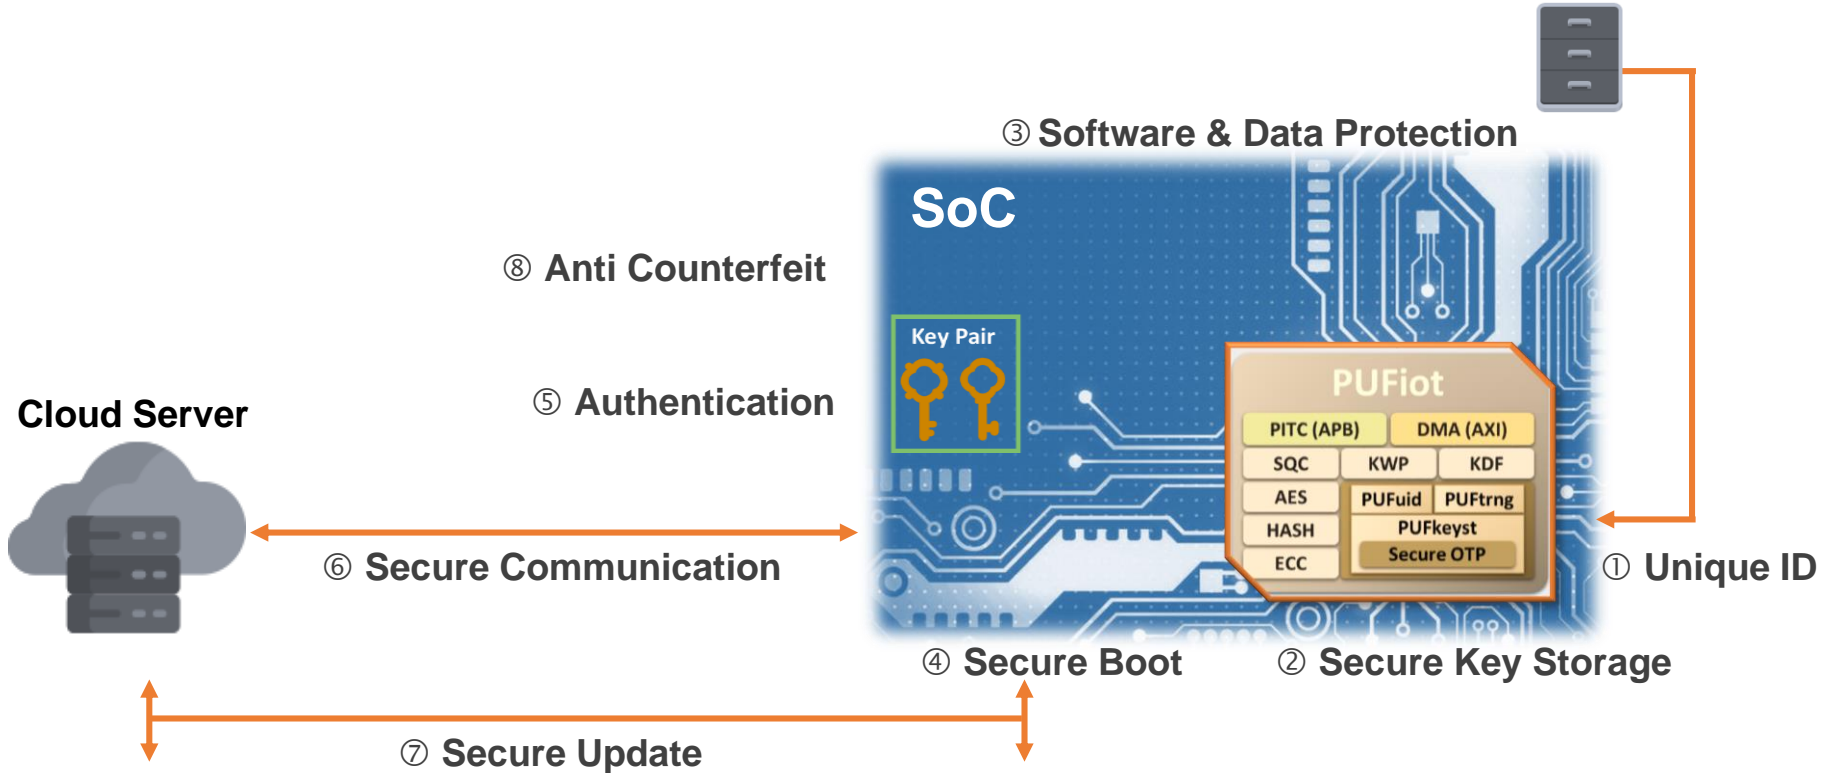 ③ Software & Data Protection
SoC
⑧ Anti Counterfeit
Key Pair
PUFiot
⑤ Authentication
Cloud Server
PITC (APB) DMA (AXI)
SQC KWP KDF
AES PUFuid PUFtrng
HASH PUFkeyst
Secure OTP
ECC
⑥ Secure Communication
① Unique ID
④ Secure Boot
② Secure Key Storage
⑦ Secure Update